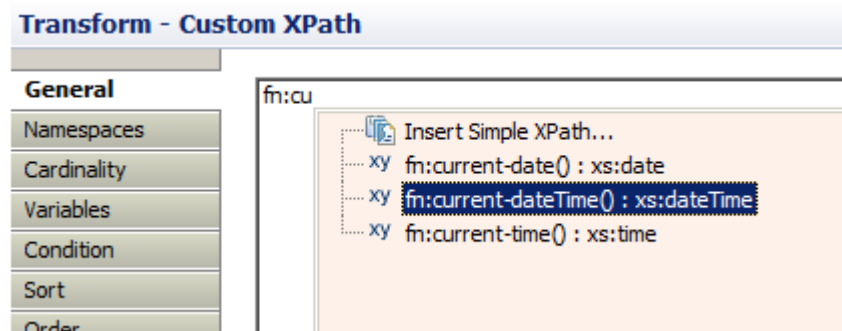 Transform - Custom XPath
General
Namespaces
Cardinality
Variables
Condition
Sort
Order
fn:cu
Insert Simple XPath...
xy fn:current-date() : xs:date
xy fn:current-dateTime() : xs:dateTime
xy fn:current-time() : xs:time